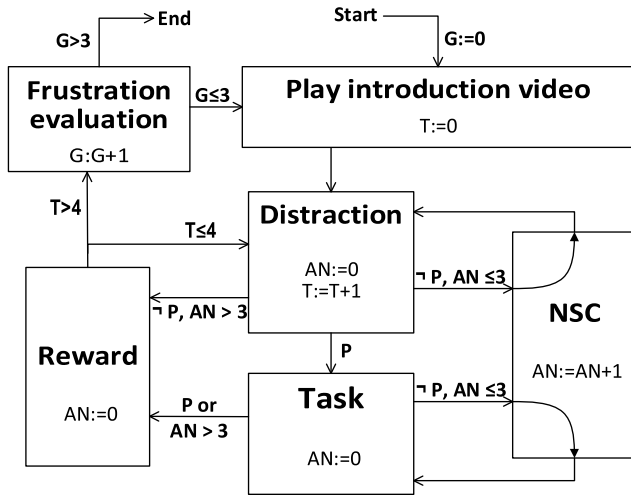 G>3
End
Start
G:=0
Frustration
evaluation
G:G+1
G≤3
Play introduction video
T:=0
T>4
T≤4
Distraction
AN:=0
T:=T+1
¬ P, AN ≤3
¬ P, AN > 3
NSC
AN:=AN+1
Reward
AN:=0
P
Task
AN:=0
¬ P, AN ≤3
P or
AN > 3